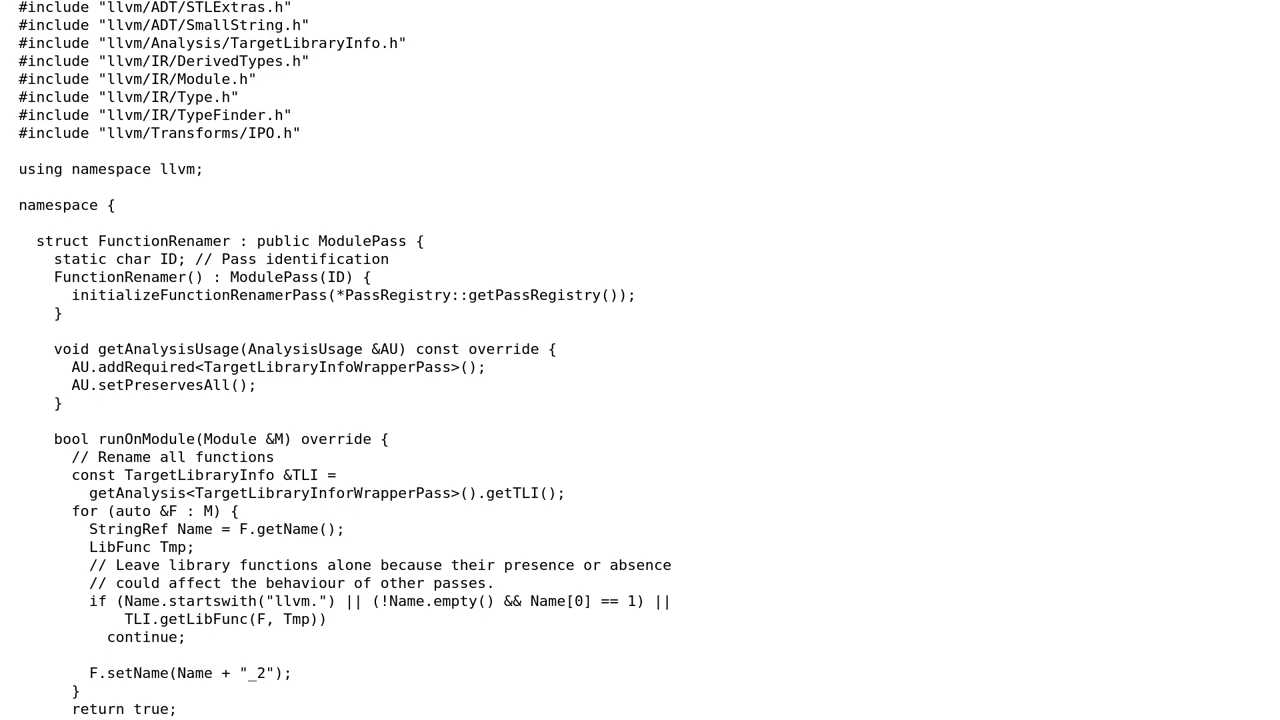 #include "llvm/ADT/STLExtras.h"
#include "llvm/ADT/SmallString.h"
#include "llvm/Analysis/TargetLibraryInfo.h"
#include "llvm/IR/DerivedTypes.h"
#include "llvm/IR/Module.h"
#include "llvm/IR/Type.h"
#include "llvm/IR/TypeFinder.h"
#include "llvm/Transforms/IPO.h"

using namespace llvm;

namespace {

  struct FunctionRenamer : public ModulePass {
    static char ID; // Pass identification
    FunctionRenamer() : ModulePass(ID) {
      initializeFunctionRenamerPass(*PassRegistry::getPassRegistry());
    }

    void getAnalysisUsage(AnalysisUsage &AU) const override {
      AU.addRequired<TargetLibraryInfoWrapperPass>();
      AU.setPreservesAll();
    }

    bool runOnModule(Module &M) override {
      // Rename all functions
      const TargetLibraryInfo &TLI =
        getAnalysis<TargetLibraryInforWrapperPass>().getTLI();
      for (auto &F : M) {
        StringRef Name = F.getName();
        LibFunc Tmp;
        // Leave library functions alone because their presence or absence
        // could affect the behaviour of other passes.
        if (Name.startswith("llvm.") || (!Name.empty() && Name[0] == 1) ||
            TLI.getLibFunc(F, Tmp))
          continue;

        F.setName(Name + "_2");
      }
      return true;